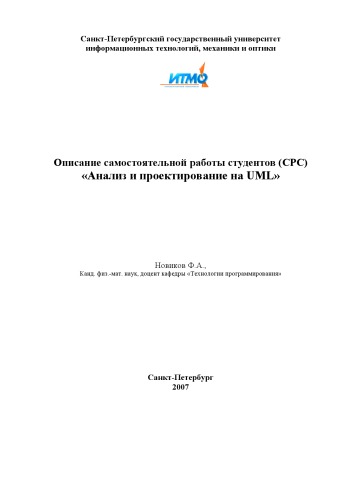 Санкт-Петербургский государственный университет
информационных технологий, механики и оптики
ИТМО
Описание самостоятельной работы студентов (СРС)
«Анализ и проектирование на UML»
Новиков Ф.А.,
Канд. физ.-мат. наук, доцент кафедры «Технологии программирования»
Санкт-Петербург
2007